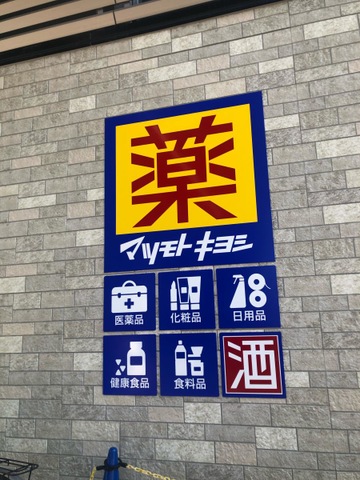 薬
マツモトキヨシ
医薬品
化粧品
日用品
健康食品
食料品
酒